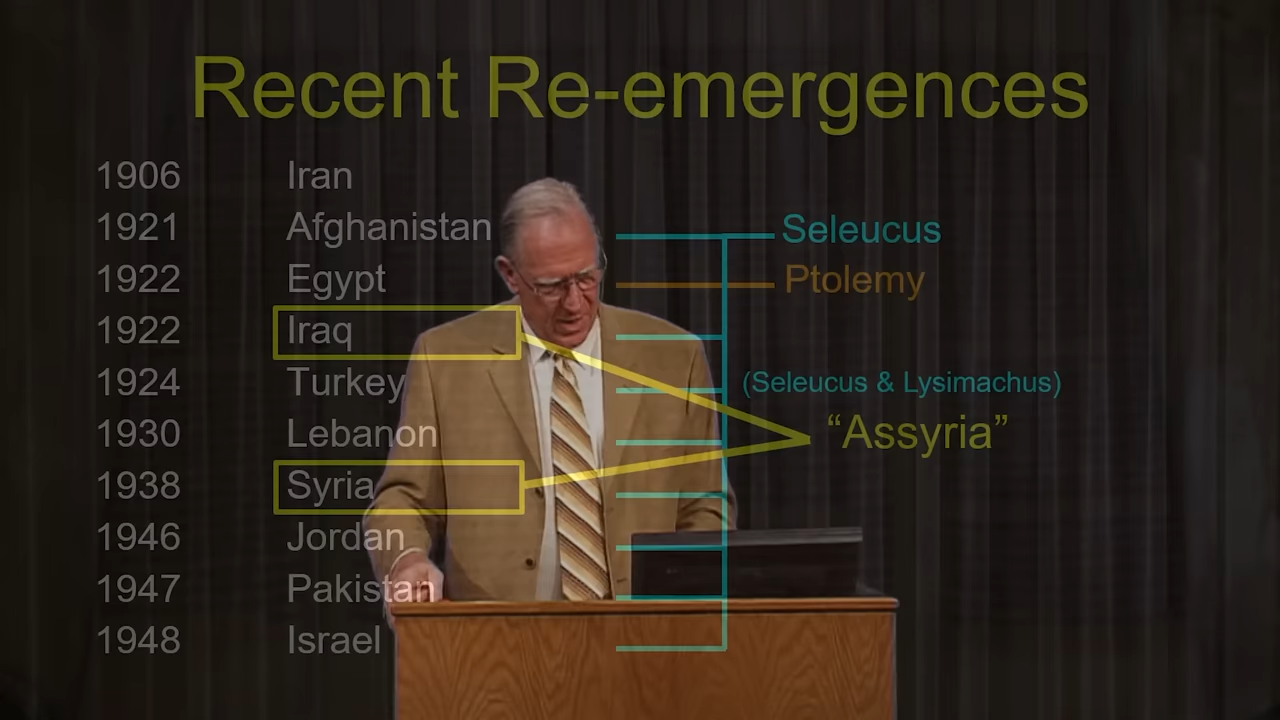 Recent Re-emergences
1906 Iran
1921 Afghanistan Seleucus
1922 Egypt Ptolemy
1922 Iraq
1924 Turkey (Seleucus & Lysimachus)
1930 Lebanon “Assyria”
1938 Syria
1946 Jordan
1947 Pakistan
1948 Israel